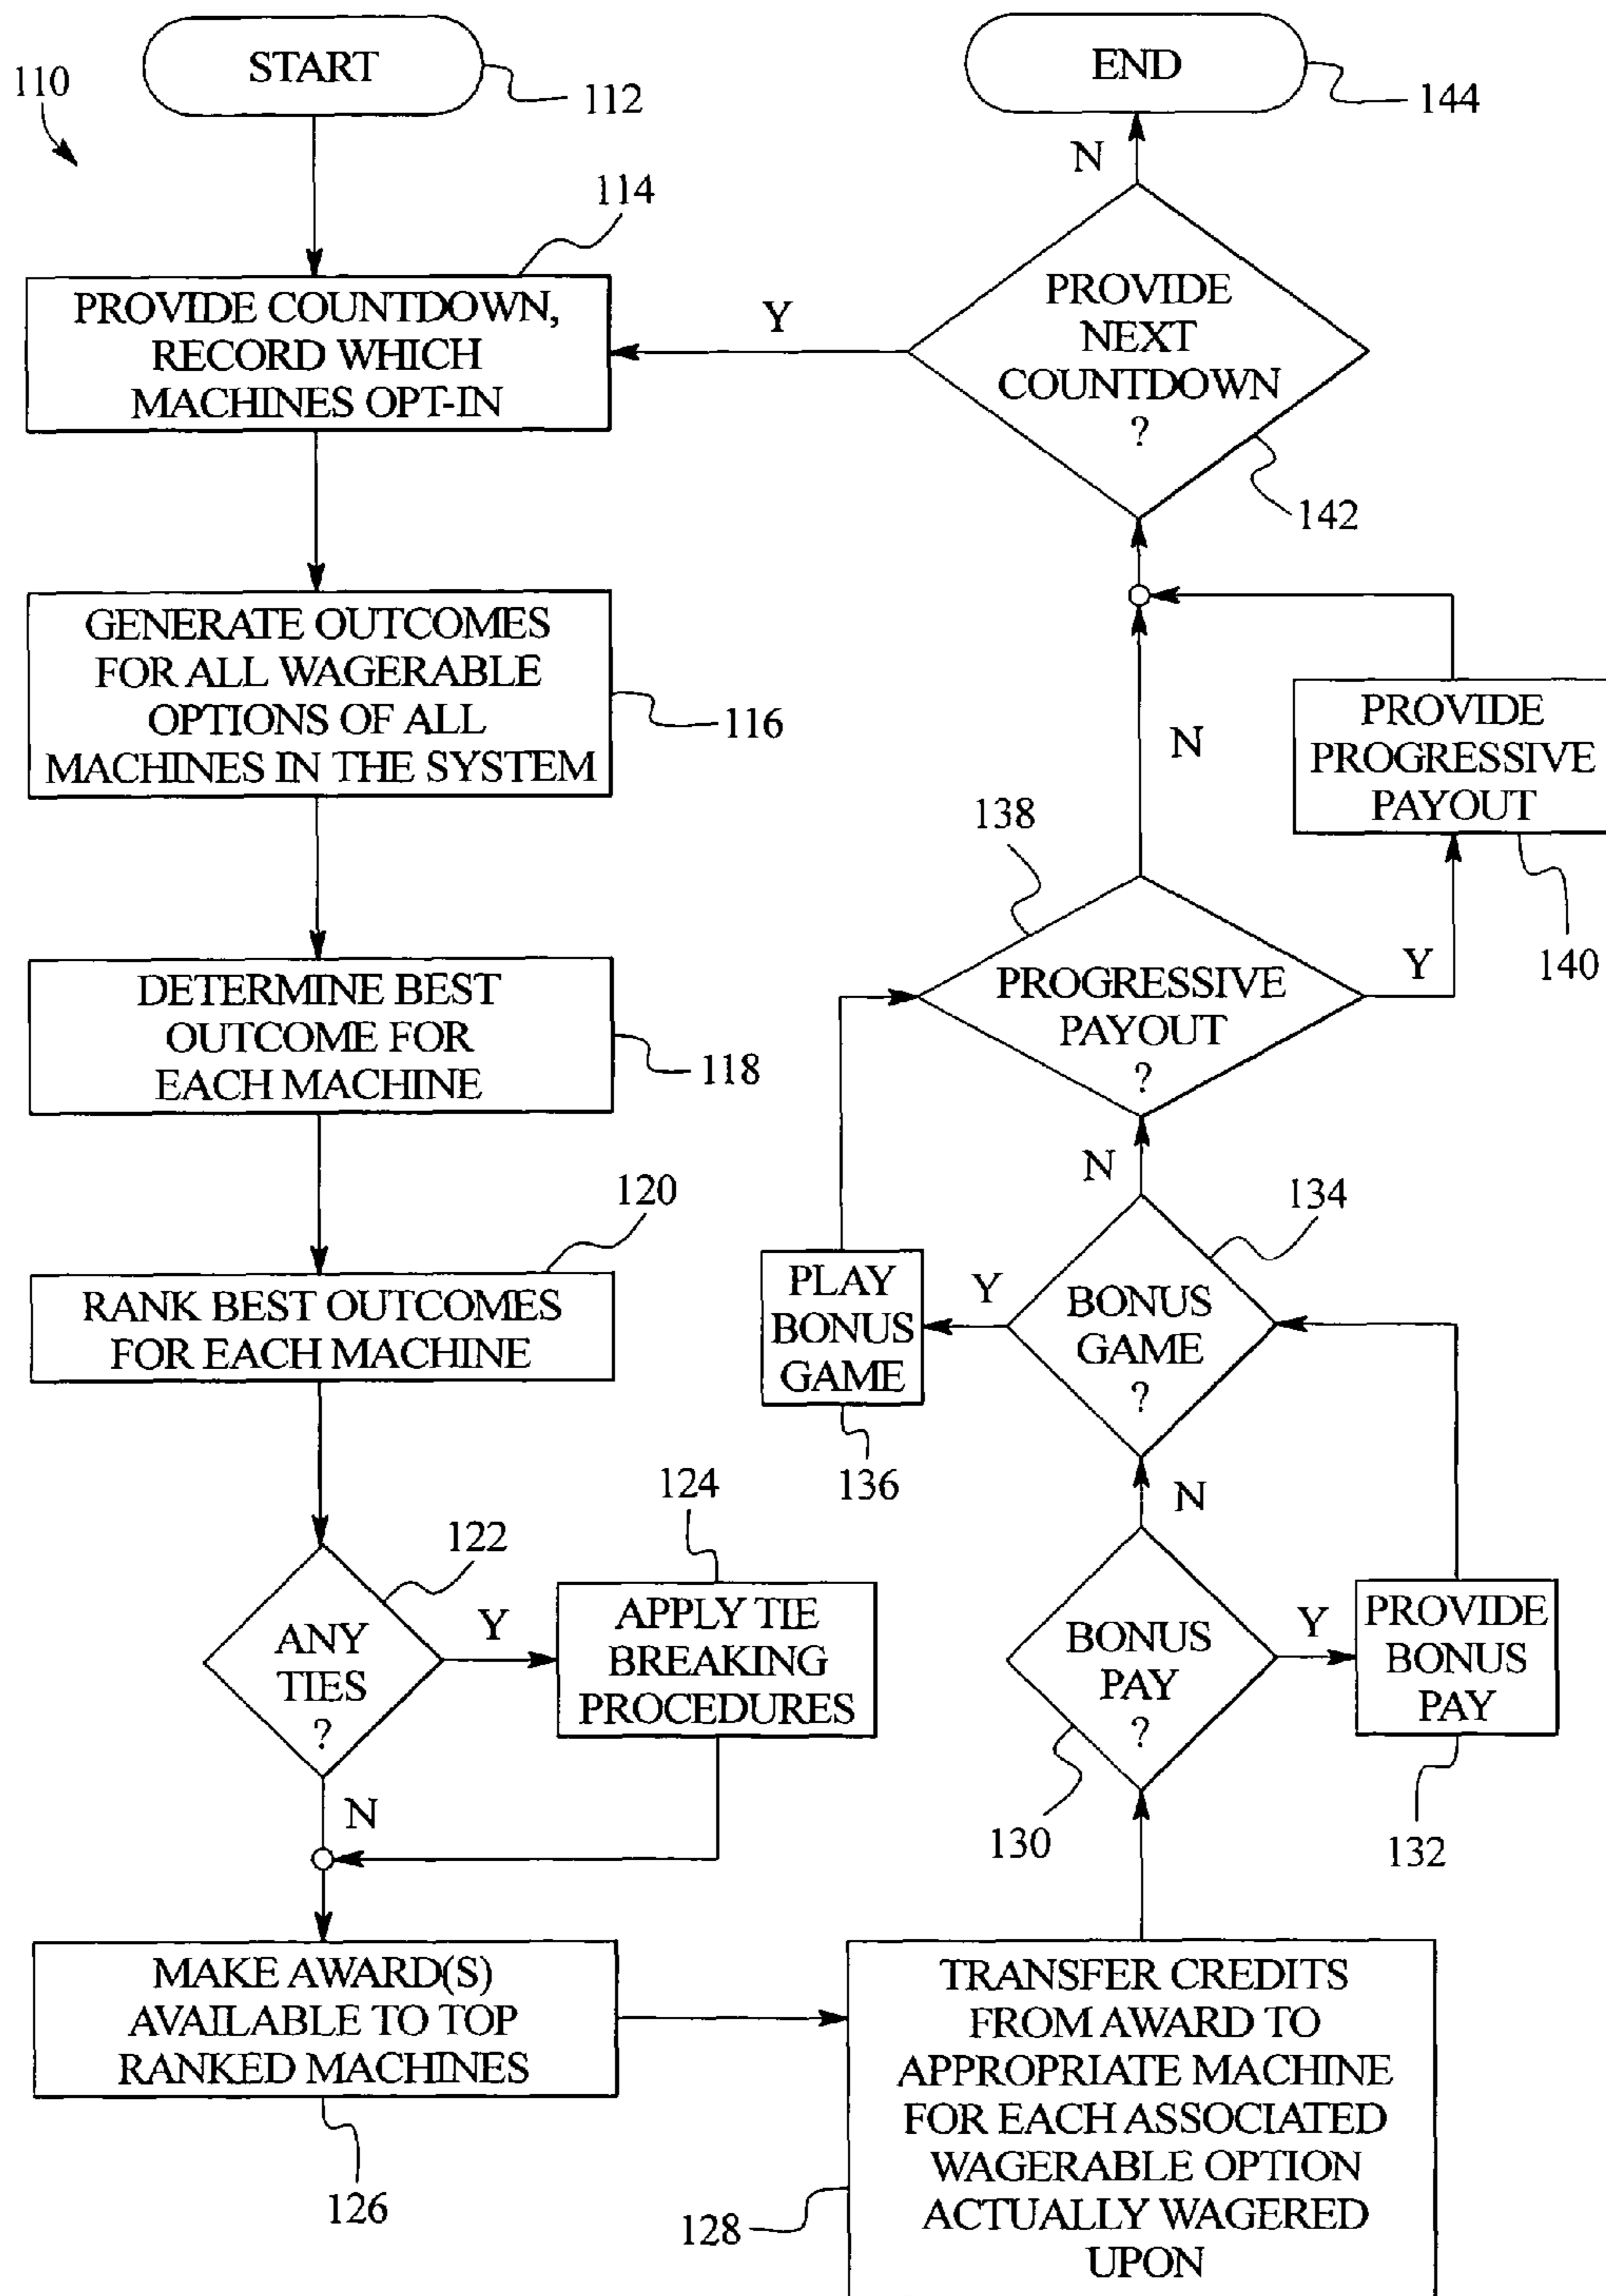 110
START
112
114
PROVIDE COUNTDOWN,
RECORD WHICH
MACHINES OPT-IN
GENERATE OUTCOMES
FOR ALL WAGERABLE
OPTIONS OF ALL
MACHINES IN THE SYSTEM
116
DETERMINE BEST
OUTCOME FOR
EACH MACHINE
118
120
RANK BEST OUTCOMES
FOR EACH MACHINE
122
ANY
TIES
?
Y
N
124
APPLY TIE
BREAKING
PROCEDURES
MAKE AWARD(S)
AVAILABLE TO TOP
RANKED MACHINES
126
TRANSFER CREDITS
FROM AWARD TO
APPROPRIATE MACHINE
FOR EACH ASSOCIATED
WAGERABLE OPTION
ACTUALLY WAGERED
UPON
128
BONUS
PAY
?
130
Y
N
PROVIDE
BONUS
PAY
132
134
BONUS
GAME
?
Y
N
PLAY
BONUS
GAME
136
138
PROGRESSIVE
PAYOUT
?
Y
N
PROVIDE
PROGRESSIVE
PAYOUT
140
PROVIDE
NEXT
COUNTDOWN
?
142
Y
N
END
144